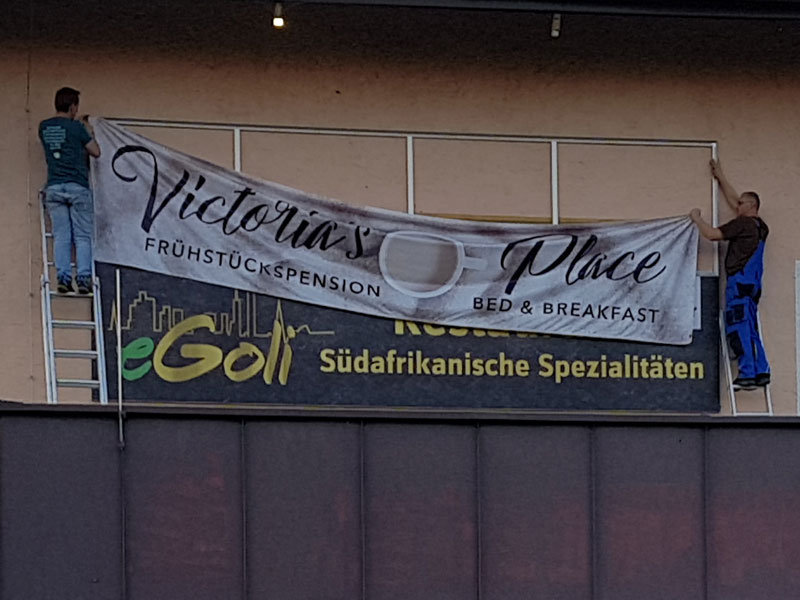 Victoria's Place
FRÜHSTÜCKSPENSION
BED & BREAKFAST
eGoli
Südafrikanische Spezialitäten